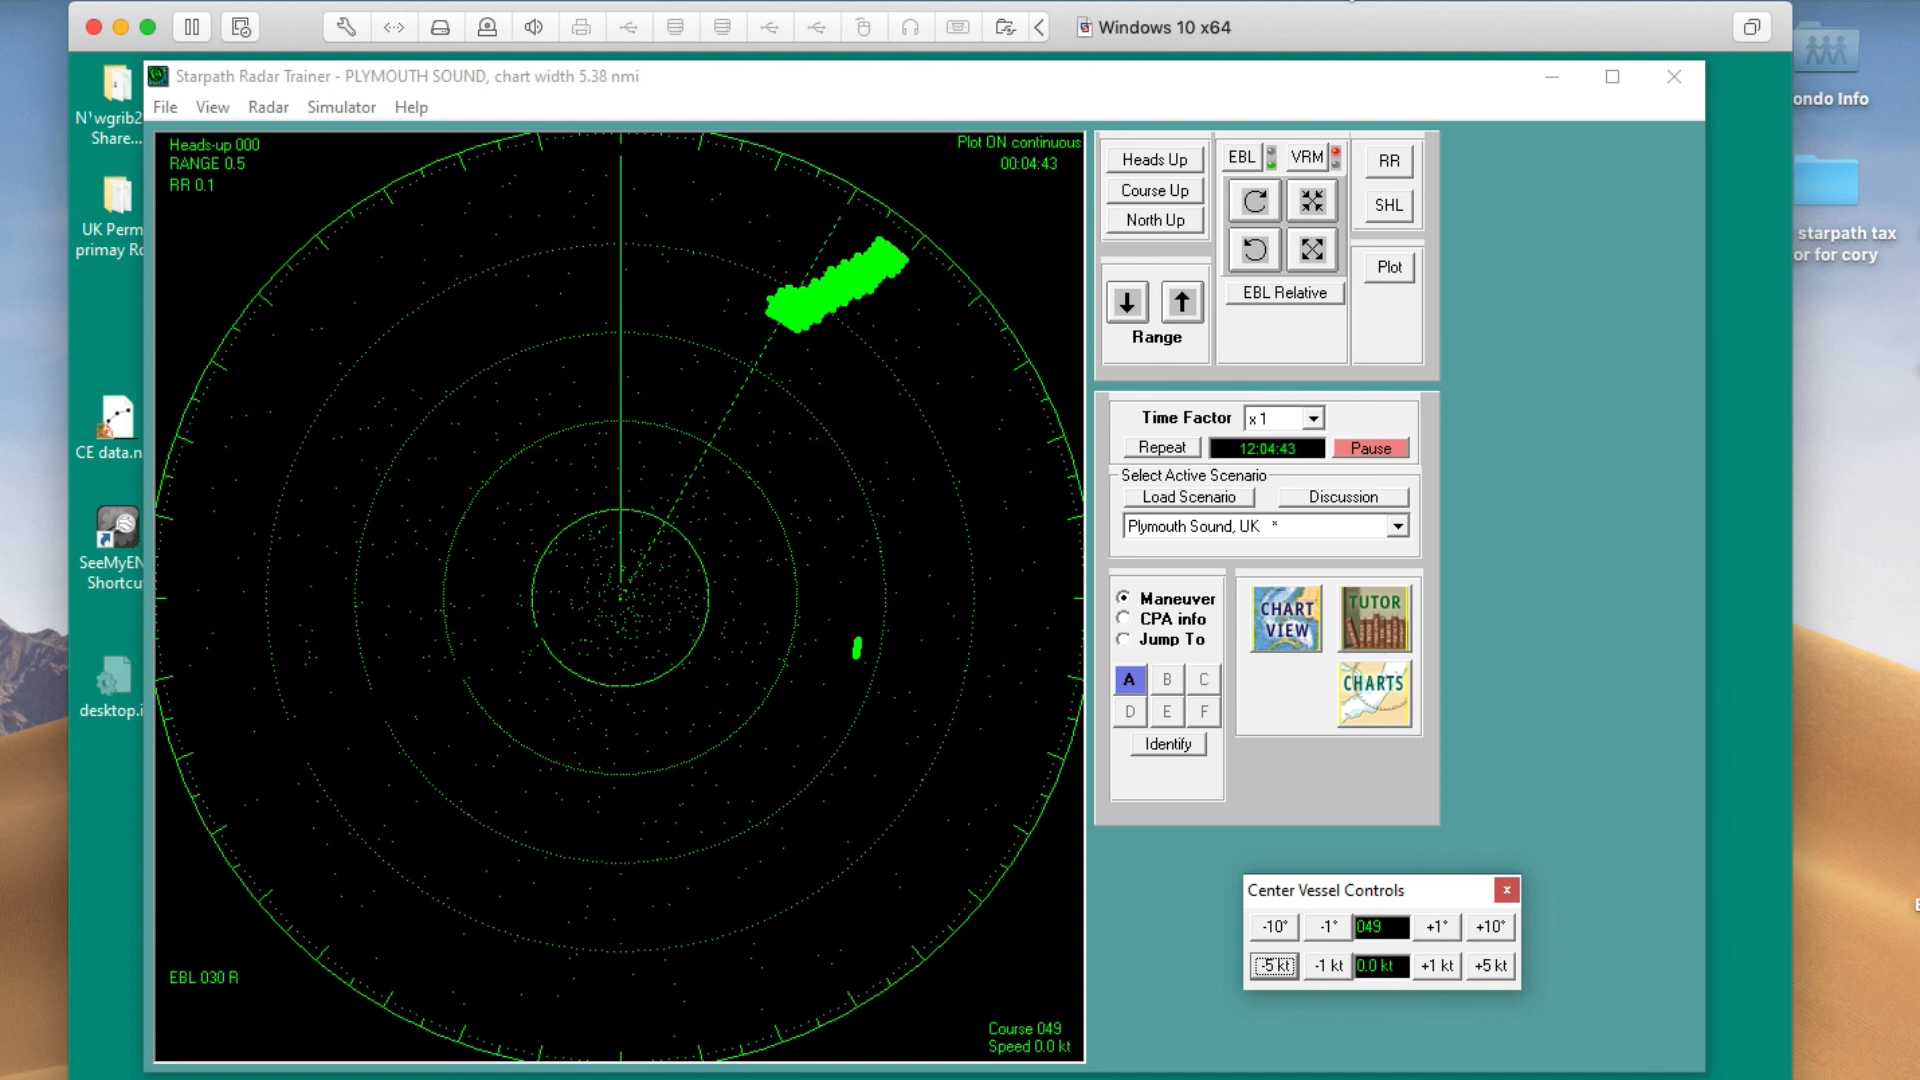 Windows 10 x64
ondo Info
starpath tax
or for cory
N'wgrib2
Share...
UK Perm
primay Ro
CE data.n
SeeMyEN
Shortcu
desktop.i
Starpath Radar Trainer - PLYMOUTH SOUND, chart width 5.38 nmi
File View Radar Simulator Help
Heads-up 000
RANGE 0.5
RR 0.1
Plot ON continuous
00:04:43
EBL 030 R
Course 049
Speed 0.0 kt
Heads Up
Course Up
North Up
Range
EBL VRM
EBL Relative
RR
SHL
Plot
Time Factor x 1
Repeat 12:04:43 Pause
Select Active Scenario
Load Scenario Discussion
Plymouth Sound, UK *
Maneuver
CPA info
Jump To
A B C
D E F
Identify
CHART
VIEW
TUTOR
CHARTS
Center Vessel Controls x
-10° -1° 049 +1° +10°
-5 kt -1 kt 0.0 kt +1 kt +5 kt